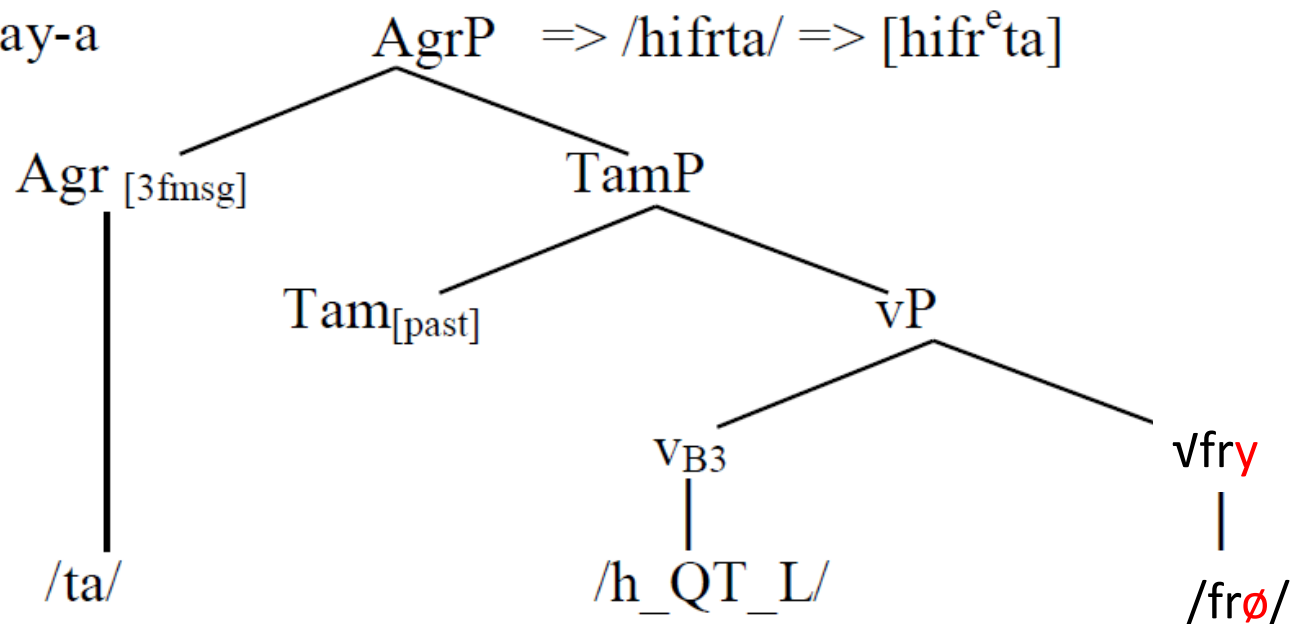 ay-a AgrP => /hifrta/ => [hifrᵉta]
Agr [3fmsg] TamP
Tam[past] vP
vB3 √fry
/ta/ /h_QT_L/ /frø/